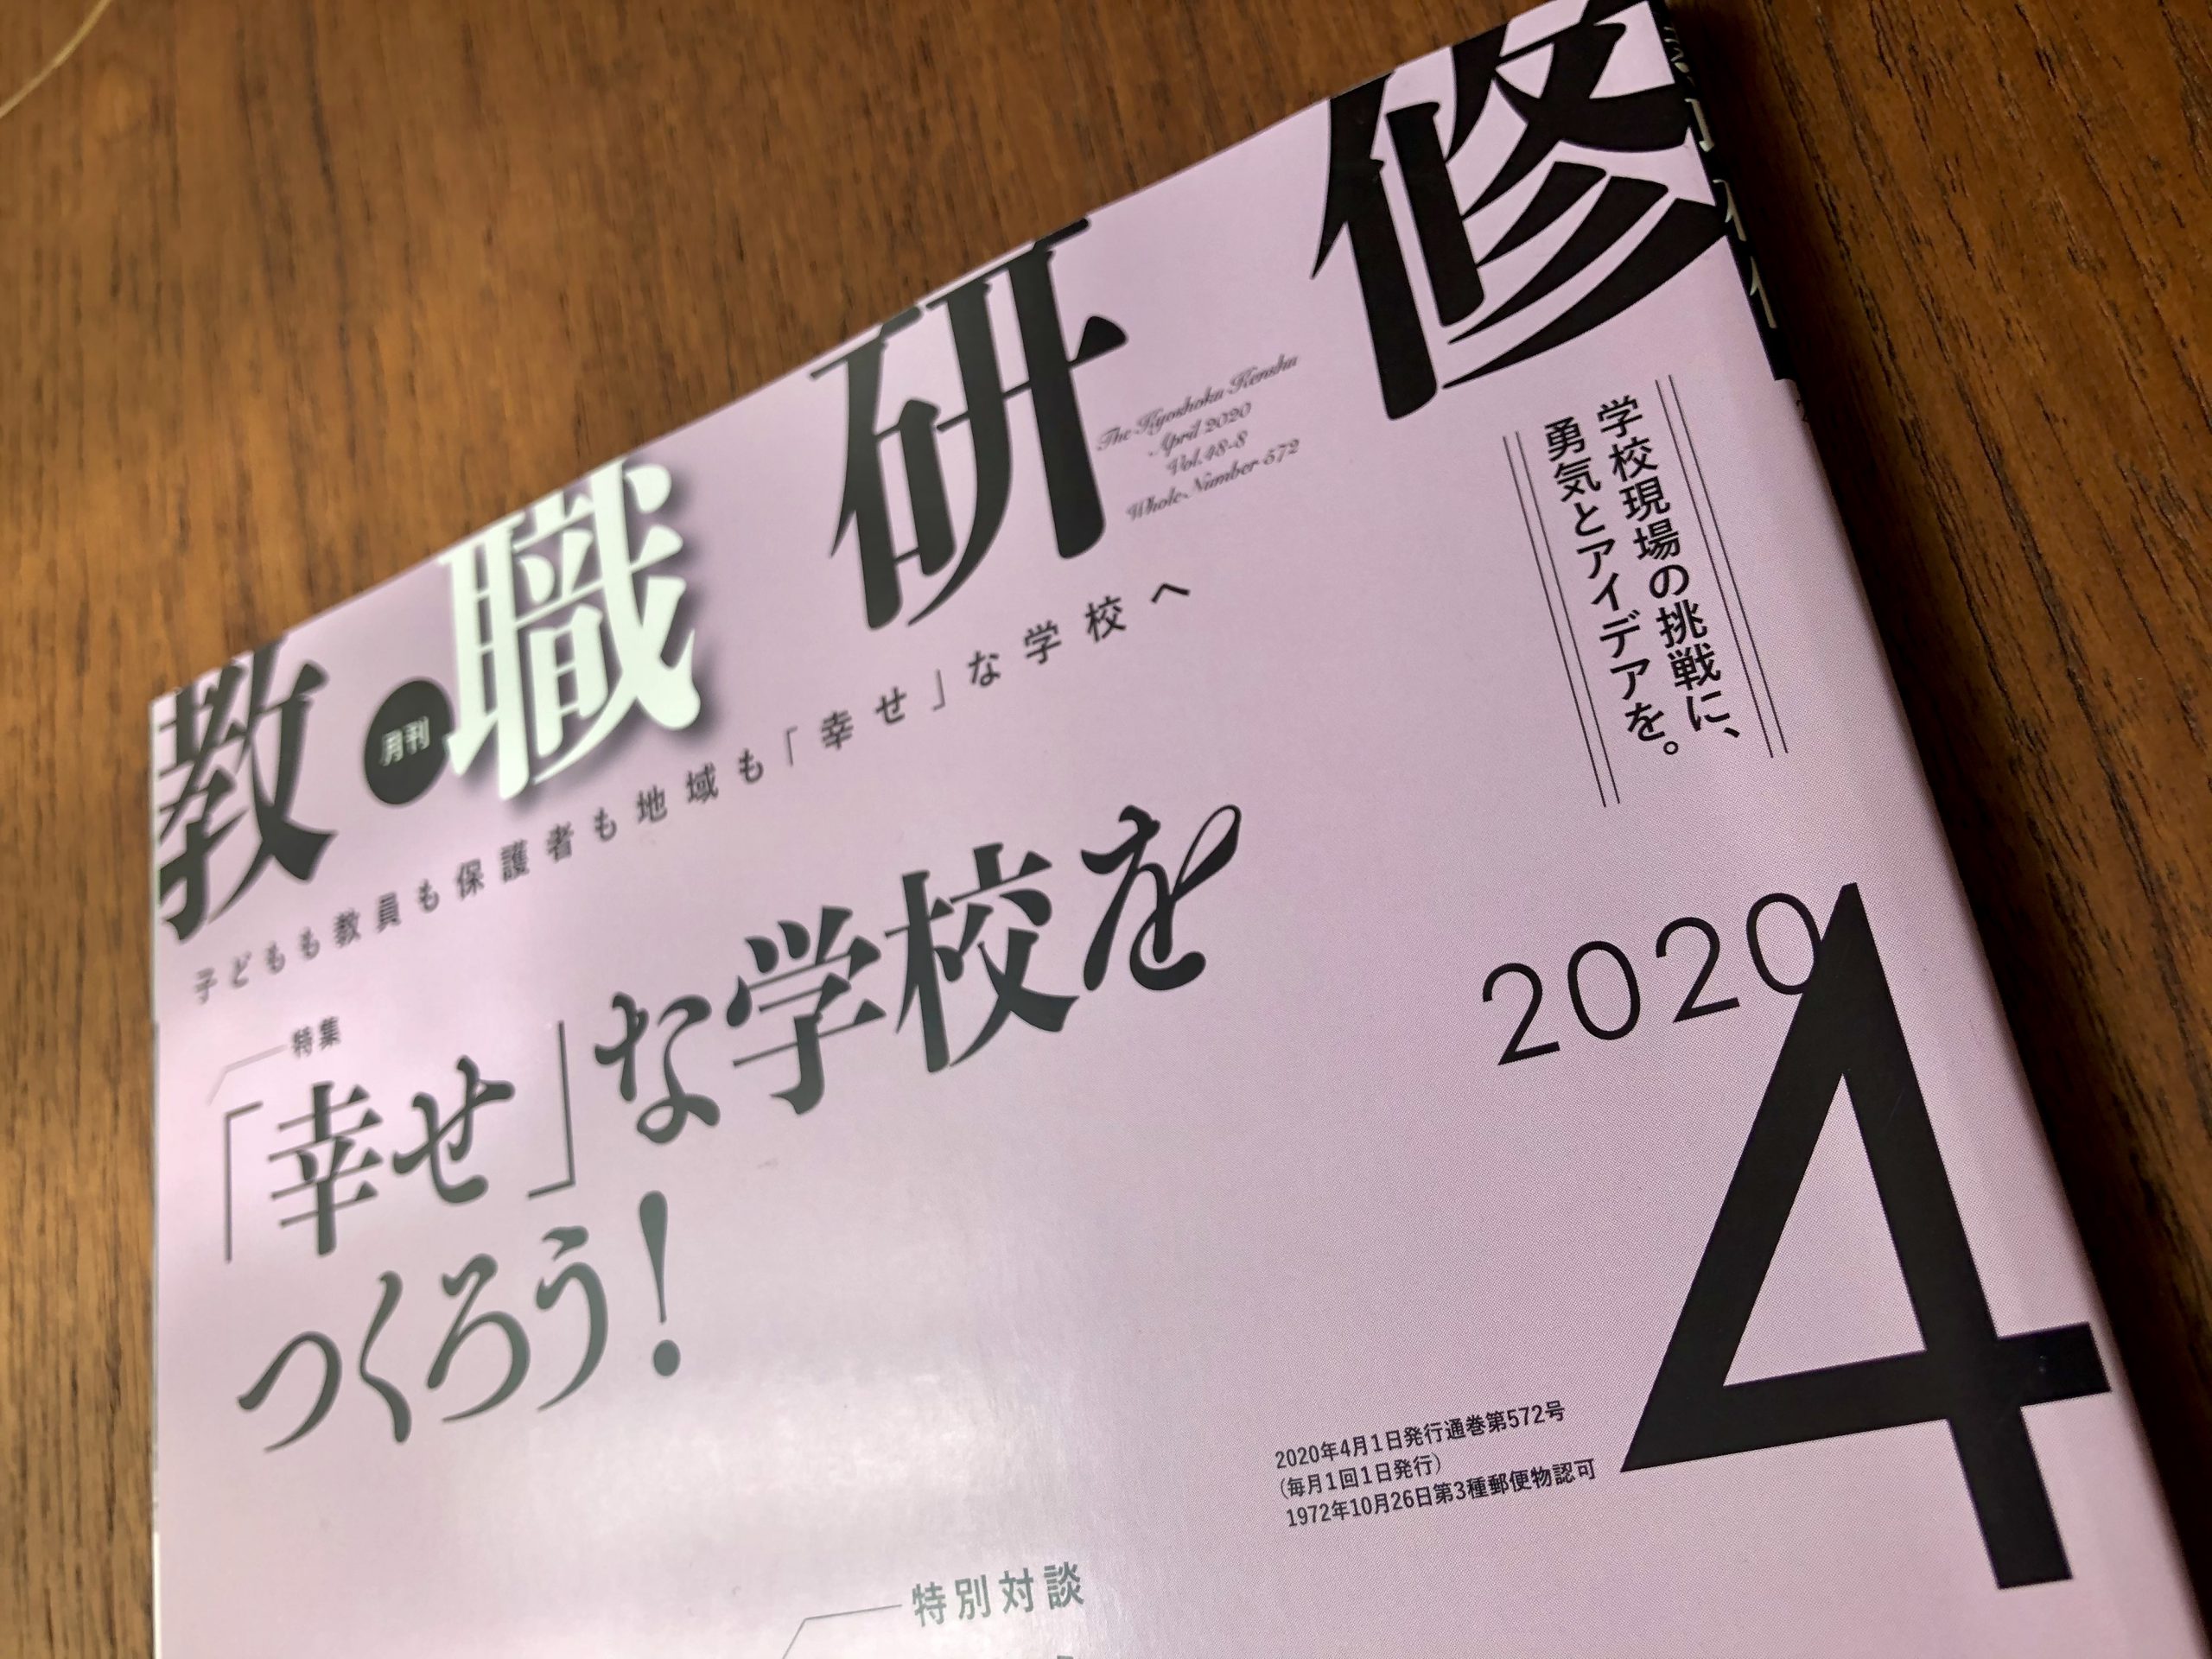 教職研修
月刊
The Kyoshoku Kenshu
April 2020
Vol.48-8
Whole Number 572
学校現場の挑戦に、
勇気とアイデアを。
子どもも教員も保護者も地域も「幸せ」な学校へ
特集
「幸せ」な学校を
つくろう!
2020
4
2020年4月1日発行通巻第572号
(毎月1回1日発行)
1972年10月26日第3種郵便物認可
特別対談